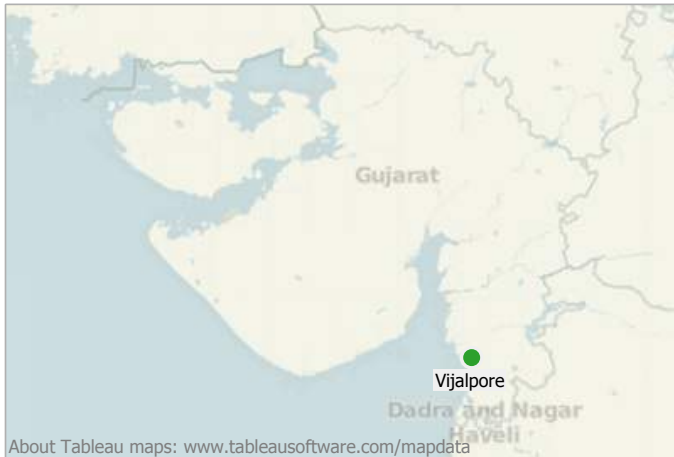 Gujarat
Vijalpore
Dadra and Nagar
Haveli
About Tableau maps: www.tableausoftware.com/mapdata